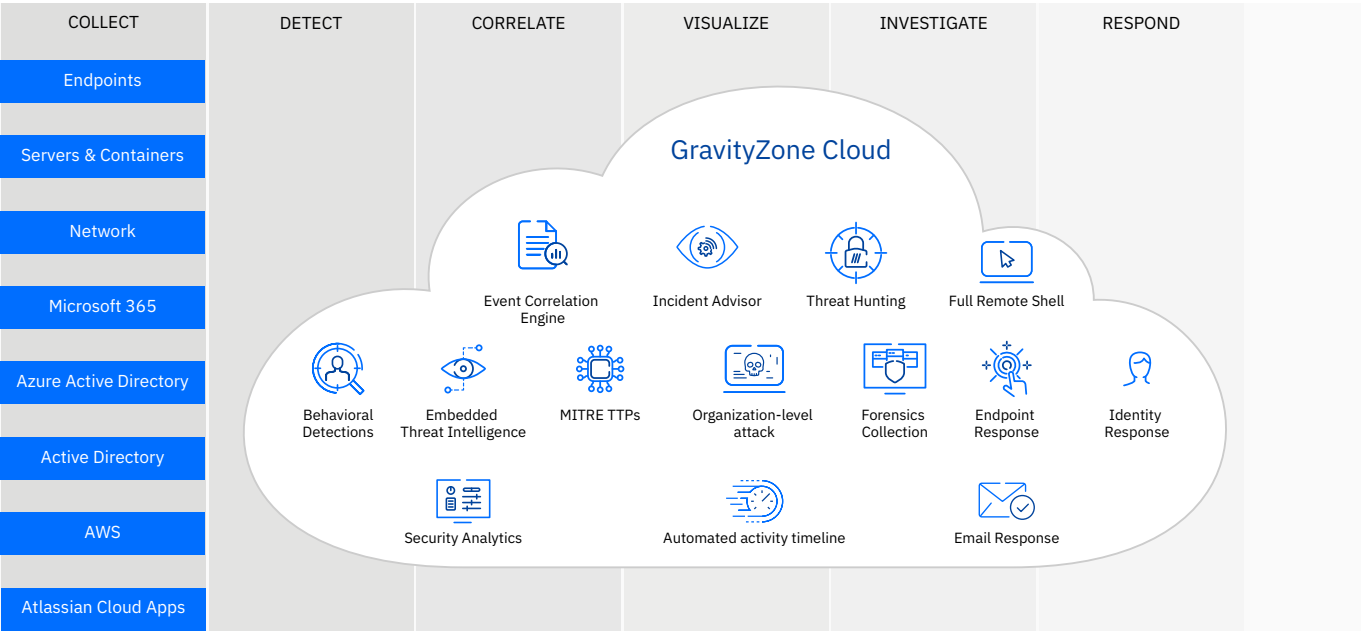 COLLECT
DETECT
CORRELATE
VISUALIZE
INVESTIGATE
RESPOND
Endpoints
Servers & Containers
Network
Microsoft 365
Azure Active Directory
Active Directory
AWS
Atlassian Cloud Apps
GravityZone Cloud
Event Correlation
Engine
Incident Advisor
Threat Hunting
Full Remote Shell
Behavioral
Detections
Embedded
Threat Intelligence
MITRE TTPs
Organization-level
attack
Forensics
Collection
Endpoint
Response
Identity
Response
Security Analytics
Automated activity timeline
Email Response